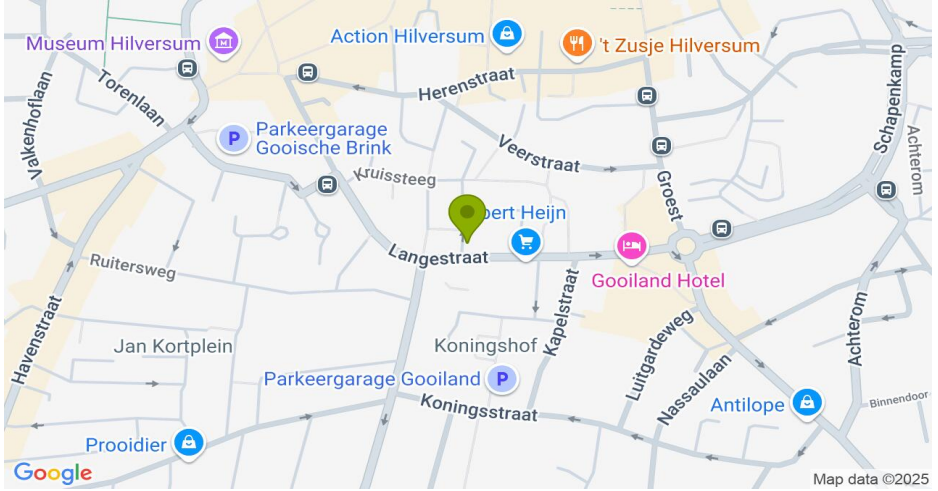 Museum Hilversum
Action Hilversum
't Zusje Hilversum
Torenlaan
Valkenhoflaan
Herenstraat
Schapenkamp
Parkeergarage
Gooische Brink
P
Veerstraat
Achterom
Kruissteeg
Groest
bert Heijn
Langestraat
Ruitersweg
Gooiland Hotel
Havenstraat
Kapelstraat
Luitgardeweg
Achterom
Jan Kortplein
Koningshof
Nassaulaan
Parkeergarage Gooiland
P
Koningsstraat
Antilope
Binnendoor
Prooidier
Google
Map data ©2025